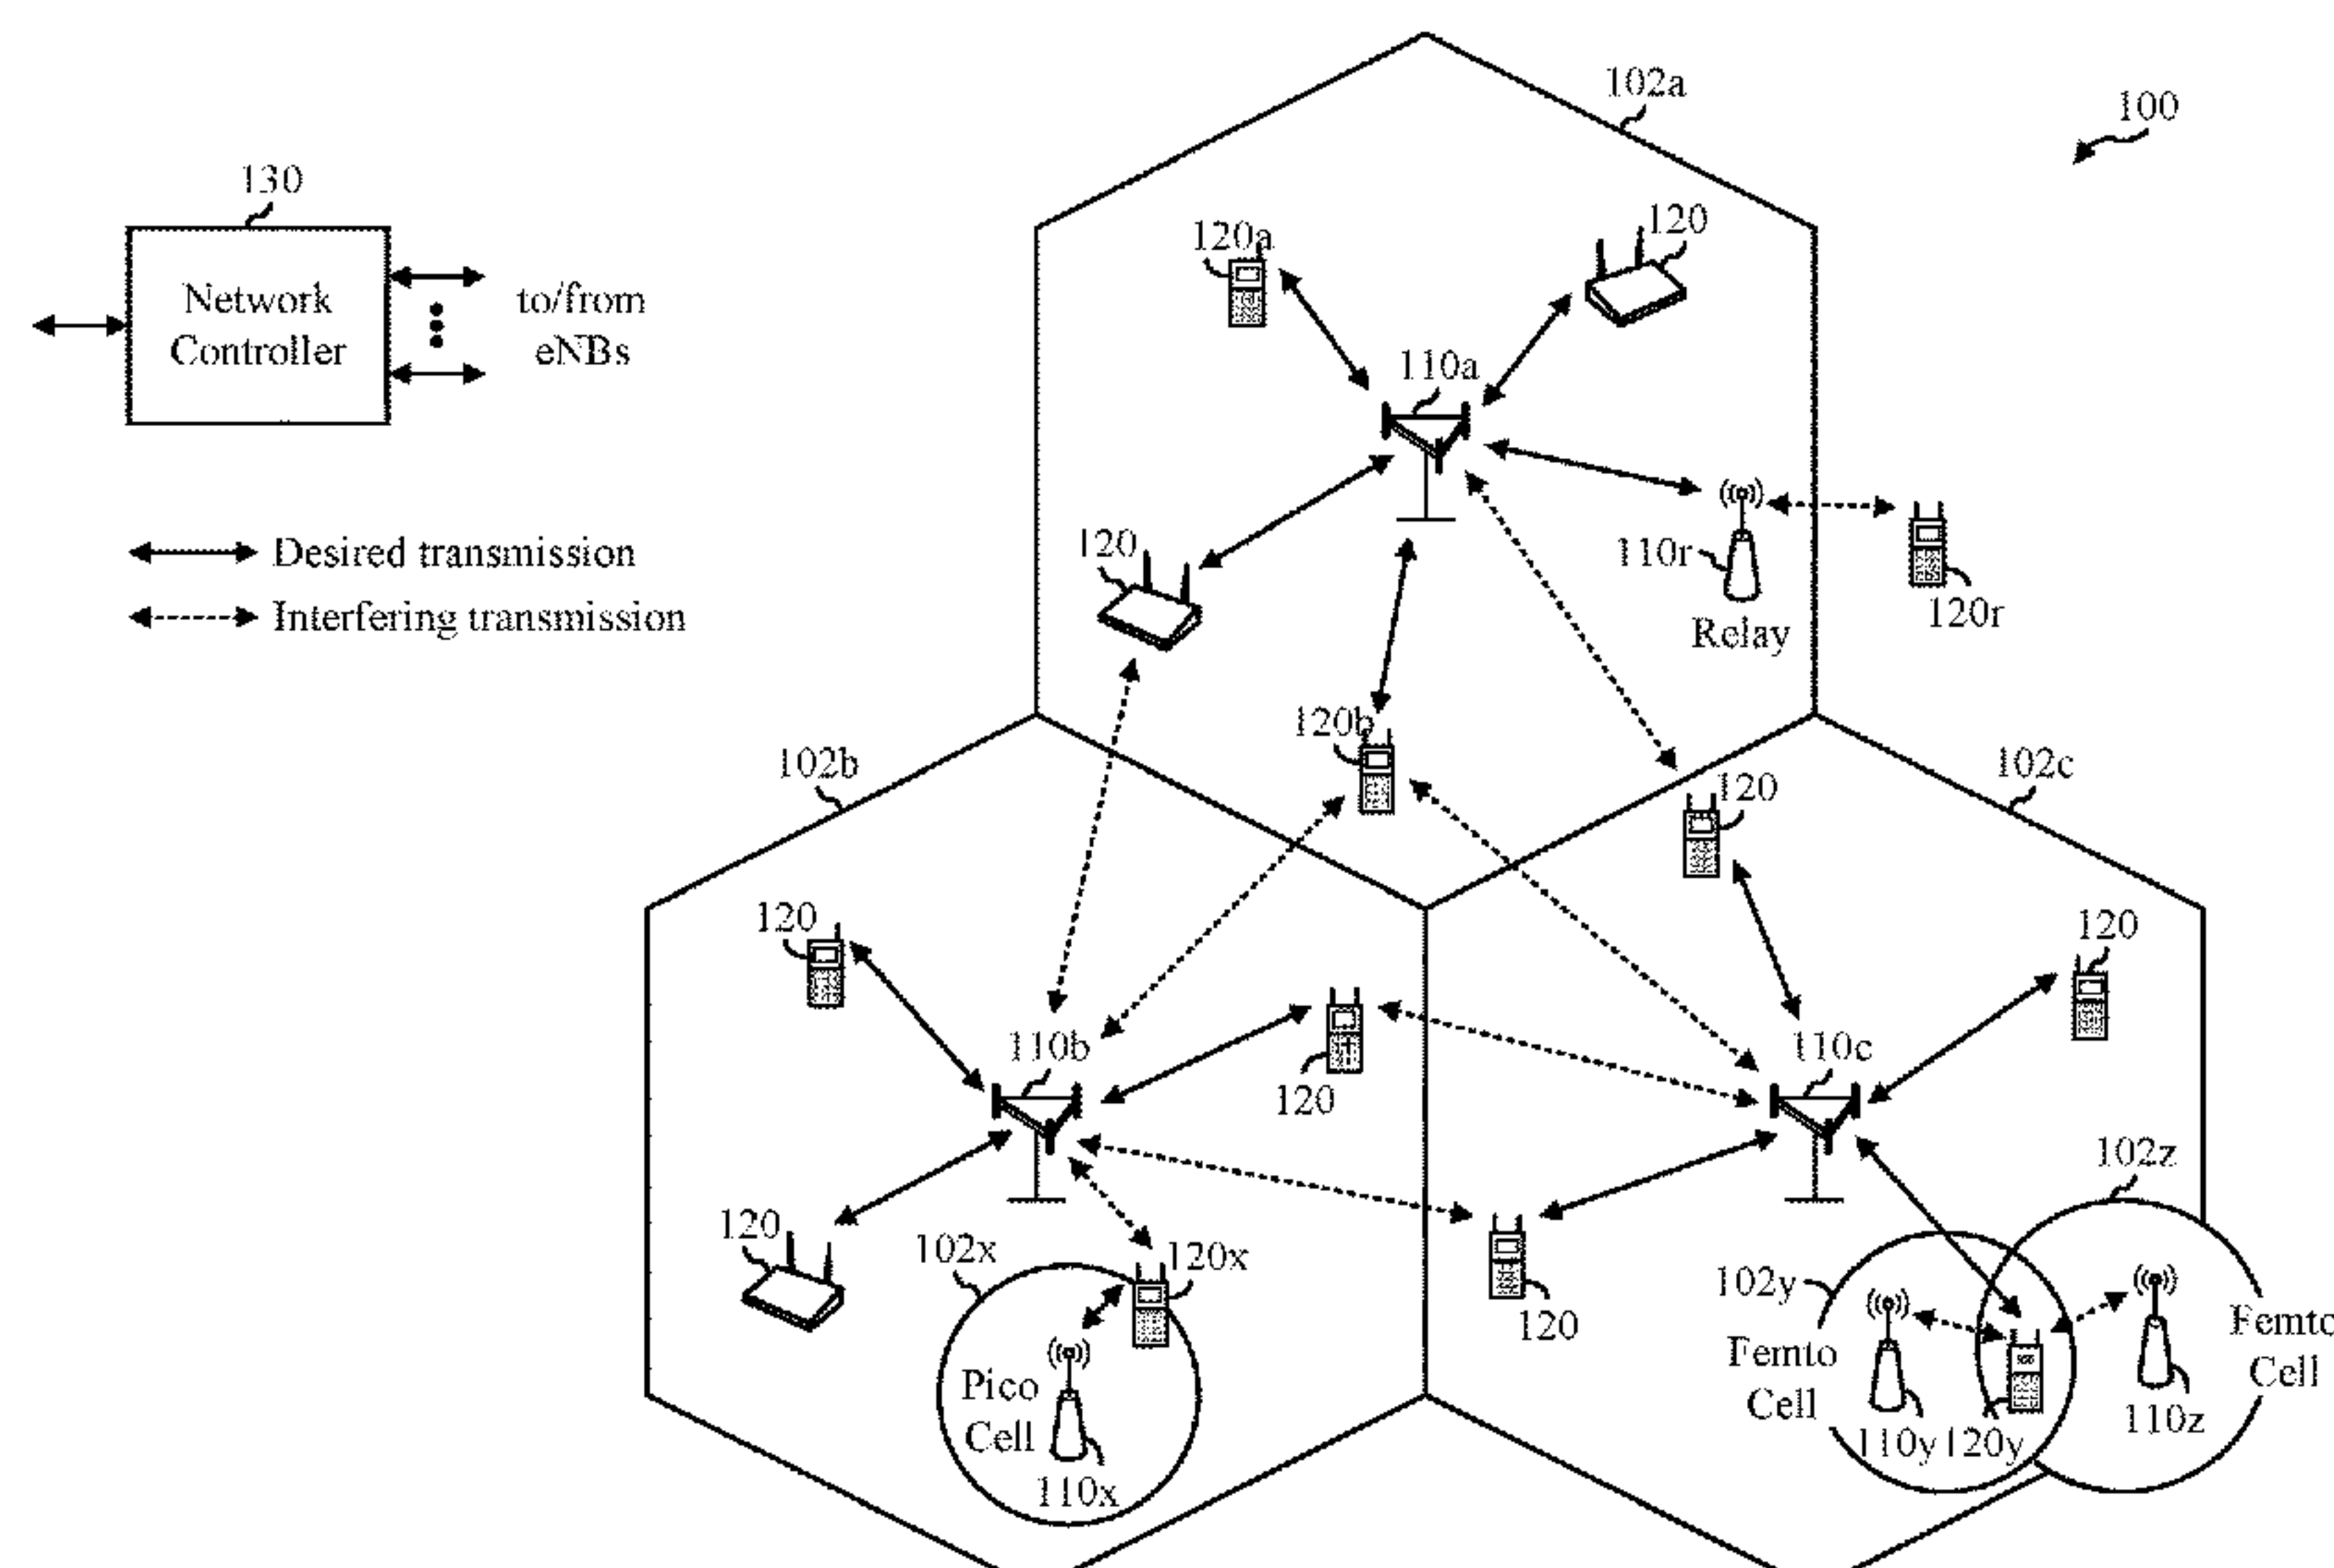 102a
100
130
120a
120
Network
Controller
to/from
eNBs
110a
Desired transmission
Interfering transmission
120
110r
Relay
120r
120b
102b
120
102c
120
120
110b
120
110c
102z
120
102x
120x
120
102y
Femto
Cell
Femto
Cell
Pico
Cell
110x
110y
120y
110z